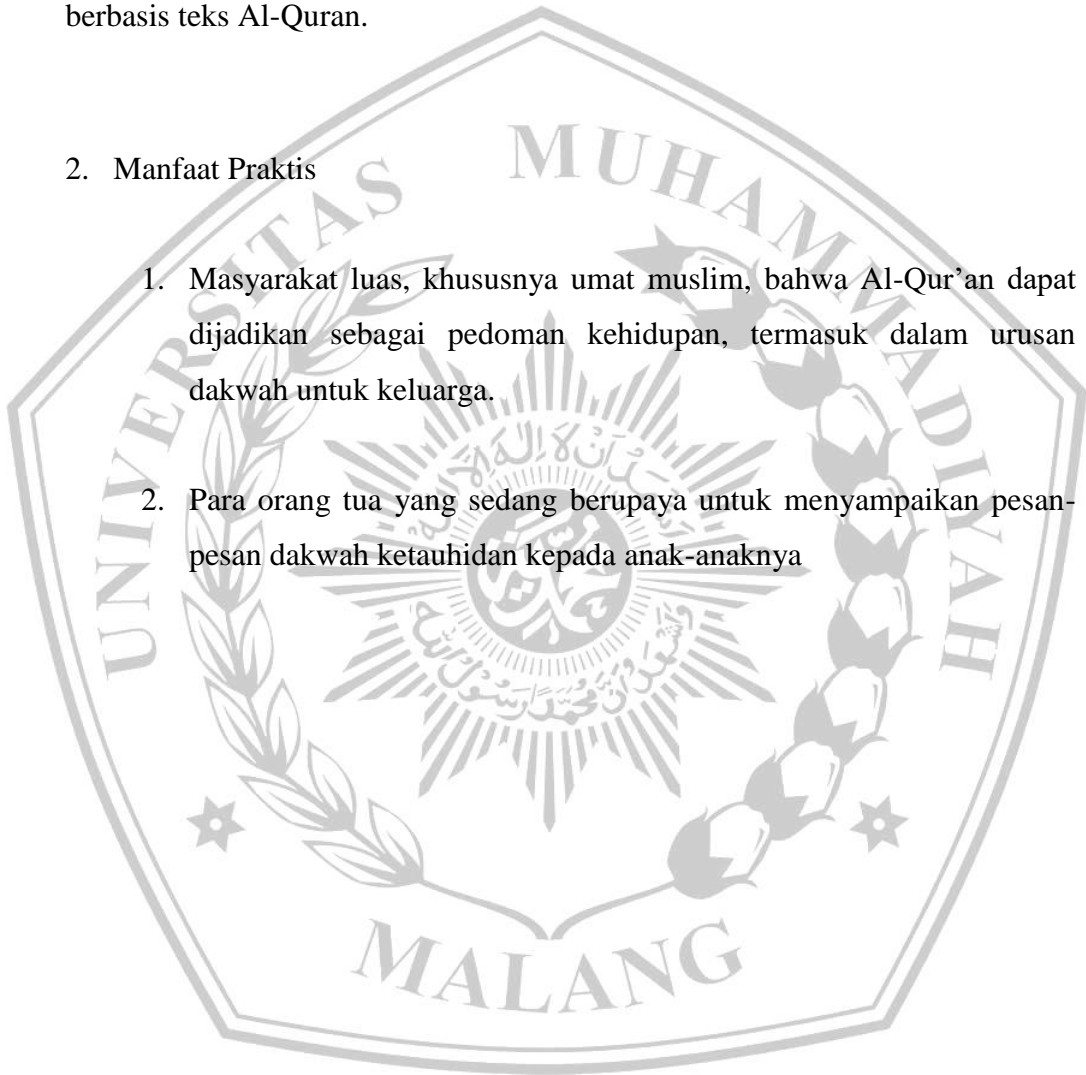 berbasis teks Al-Quran.
2. Manfaat Praktis
1. Masyarakat luas, khususnya umat muslim, bahwa Al-Qur’an dapat
dijadikan sebagai pedoman kehidupan, termasuk dalam urusan
dakwah untuk keluarga.
2. Para orang tua yang sedang berupaya untuk menyampaikan pesan-
pesan dakwah ketauhidan kepada anak-anaknya
UNIVERSITAS MUHAMMADIYAH
MALANG